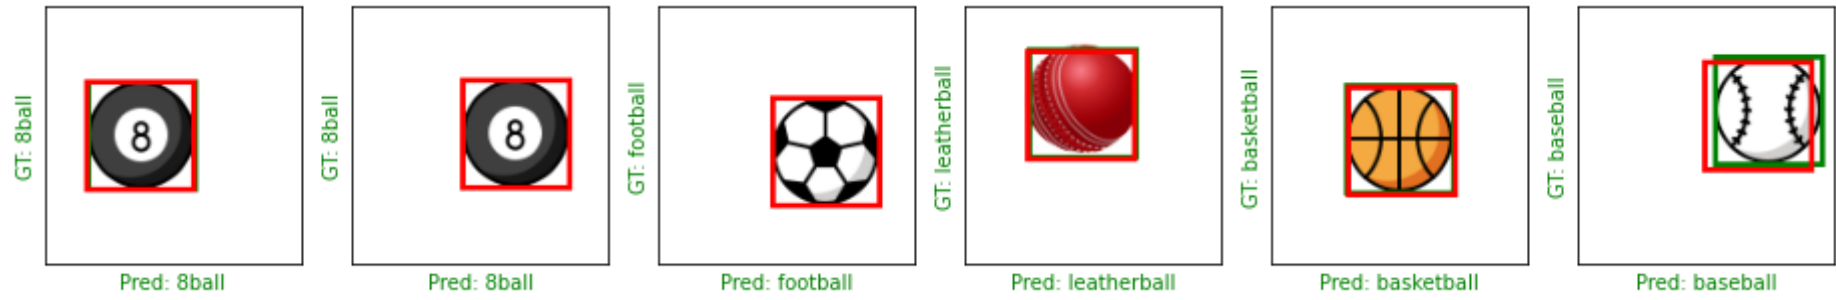 GT: 8ball
8
Pred: 8ball
GT: 8ball
8
Pred: 8ball
GT: football
Pred: football
GT: leatherball
Pred: leatherball
GT: basketball
Pred: basketball
GT: baseball
Pred: baseball